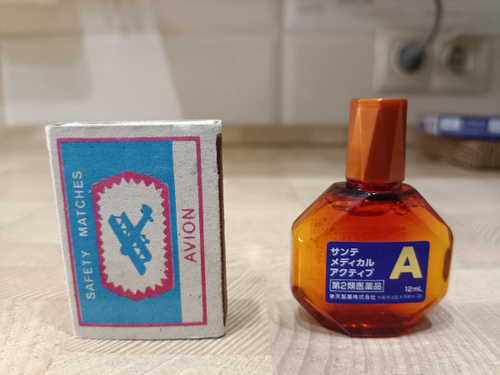 SAFETY MATCHES
AVION
サンテ
メディカル
アクティブ
A
第2類医薬品
12mL
参天製薬株式会社